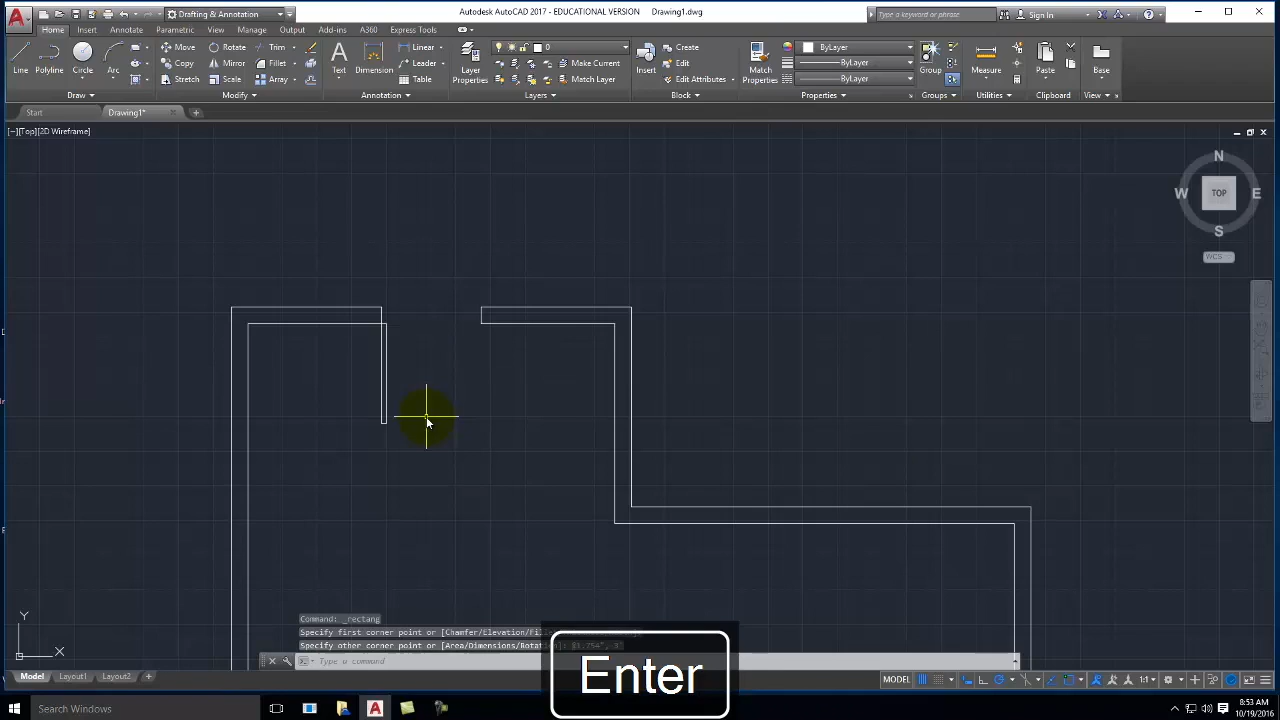 Drafting & Annotation
Autodesk AutoCAD 2017 - EDUCATIONAL VERSION Drawing1.dwg
Type a keyword or phrase
Sign In
Home Insert Annotate Parametric View Manage Output Add-ins A360 Express Tools
Line Polyline Circle Arc
Move Rotate Trim
Copy Mirror Fillet
Stretch Scale Array
Text Dimension
Linear
Leader
Table
Layer Properties
0
Make Current
Match Layer
Insert
Create
Edit
Edit Attributes
Match Properties
ByLayer
ByLayer
ByLayer
Group Measure Paste Base
Draw Modify Annotation Layers Block Properties Groups Utilities Clipboard View
Start Drawing1* +
[−][Top][2D Wireframe]
N
W TOP E
S
WCS
Y
X
Command: _rectang
Specify first corner point or [Chamfer/Elevation/Fil
Specify other corner point or [Area/Dimensions/Rotation]:
Type a command
Enter
Model Layout1 Layout2 +
MODEL 1:1
Search Windows
8:53 AM
10/19/2016